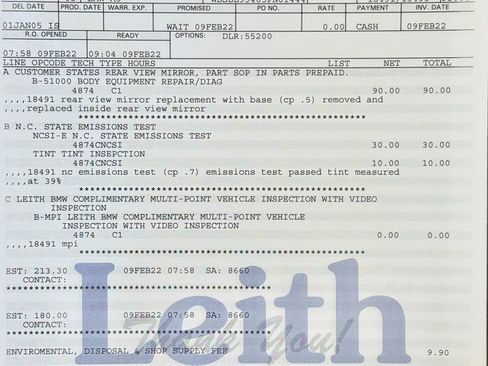 DEL DATE PROD. DATE WARR. EXP. PROMISED PO NO. RATE PAYMENT INV. DATE
01JAN05 IS WAIT 09FEB22 0.00 CASH 09FEB22
R.O. OPENED READY OPTIONS: DLR:55200
07:58 09FEB22 09:04 09FEB22
LINE OPCODE TECH TYPE HOURS LIST NET TOTAL
A CUSTOMER STATES REAR VIEW MIRROR, PART SOP IN PARTS PREPAID.
B-51000 BODY EQUIPMENT REPAIR/DIAG
4874 C1 90.00 90.00
,,,,18491 rear view mirror replacement with base (cp .5) removed and
,,,,replaced inside rear view mirror
****************************************************
B N.C. STATE EMISSIONS TEST
NCSI-E N.C. STATE EMISSIONS TEST
4874CNCSI 30.00 30.00
TINT TINT INSEPCTION
4874CNCSI 10.00 10.00
,,,,18491 nc emissions test (cp .7) emissions test passed tint measured
,,,,at 39%
****************************************************
C LEITH BMW COMPLIMENTARY MULTI-POINT VEHICLE INSPECTION WITH VIDEO
INSPECTION
B-MPI LEITH BMW COMPLIMENTARY MULTI-POINT VEHICLE
INSPECTION WITH VIDEO INSPECTION
4874 C1 0.00 0.00
,,,,18491 mpi
****************************************************
EST: 213.30 09FEB22 07:58 SA: 8660
CONTACT:
****************************************************
EST: 180.00 09FEB22 07:58 SA: 8660
CONTACT:
****************************************************
Leith
Thank You!
ENVIROMENTAL, DISPOSAL & SHOP SUPPLY FEE 9.90